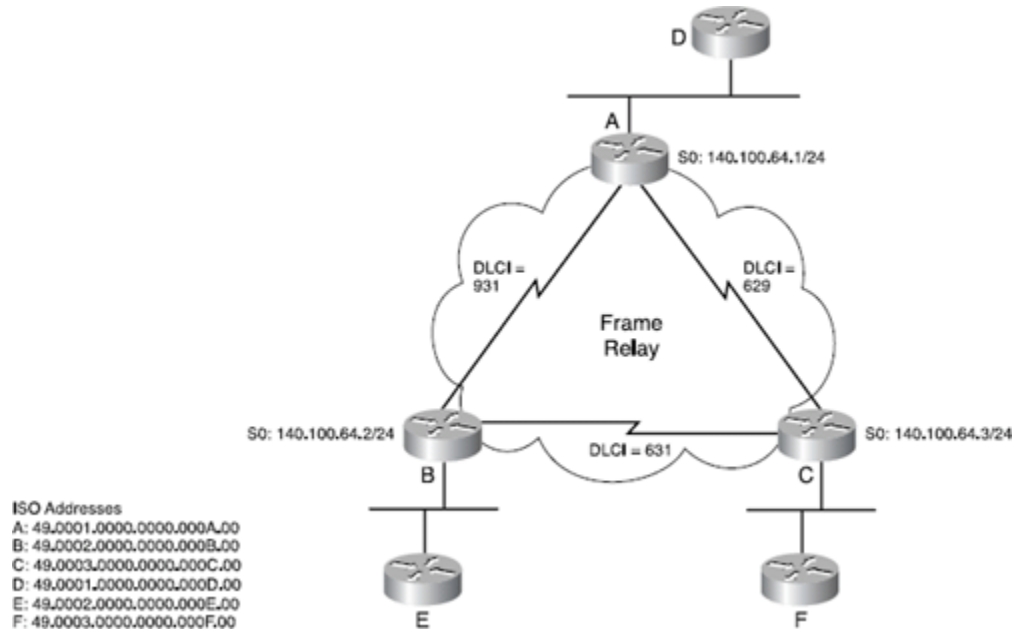 D
A
S0: 140.100.64.1/24
DLCI =
931
DLCI =
629
Frame
Relay
S0: 140.100.64.2/24
S0: 140.100.64.3/24
DLCI = 631
B
C
ISO Addresses
A: 49.0001.0000.0000.000A.00
B: 49.0002.0000.0000.000B.00
C: 49.0003.0000.0000.000C.00
D: 49.0001.0000.0000.000D.00
E: 49.0002.0000.0000.000E.00
F: 49.0003.0000.0000.000F.00
E
F